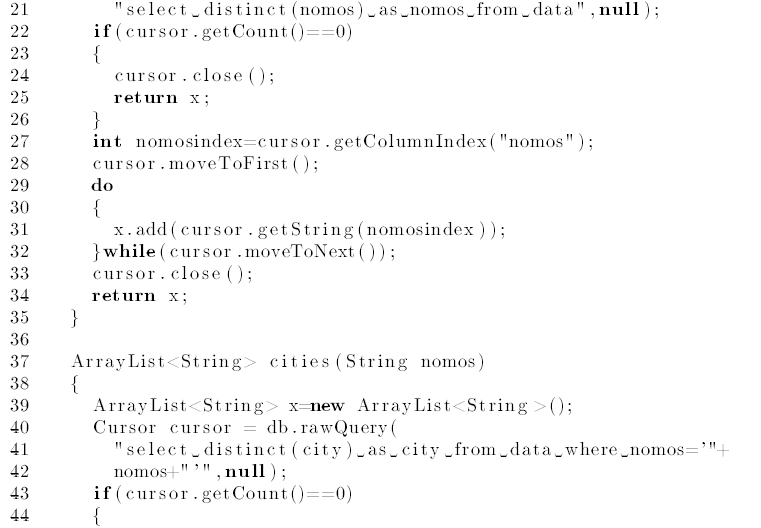 21 "select␣distinct(nomos)␣as␣nomos␣from␣data",null);
22 if(cursor.getCount()==0)
23 {
24 cursor.close();
25 return x;
26 }
27 int nomosindex=cursor.getColumnIndex("nomos");
28 cursor.moveToFirst();
29 do
30 {
31 x.add(cursor.getString(nomosindex));
32 }while(cursor.moveToNext());
33 cursor.close();
34 return x;
35 }
36
37 ArrayList<String> cities(String nomos)
38 {
39 ArrayList<String> x=new ArrayList<String>();
40 Cursor cursor = db.rawQuery(
41 "select␣distinct(city)␣as␣city␣from␣data␣where␣nomos='"+
42 nomos+"'",null);
43 if(cursor.getCount()==0)
44 {